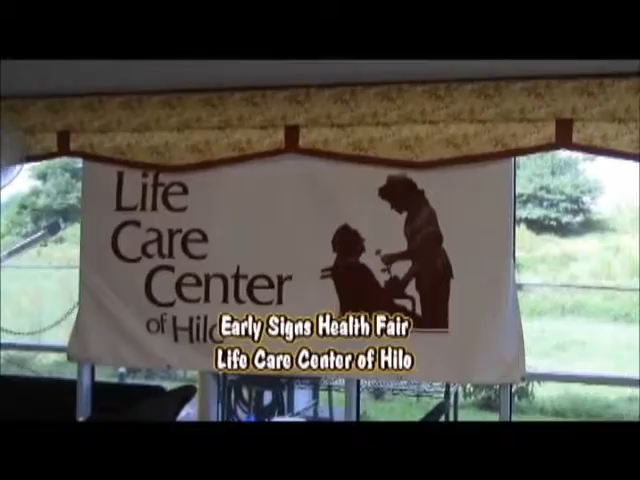 Life
Care
Center
of Hilo
Early Signs Health Fair
Life Care Center of Hilo